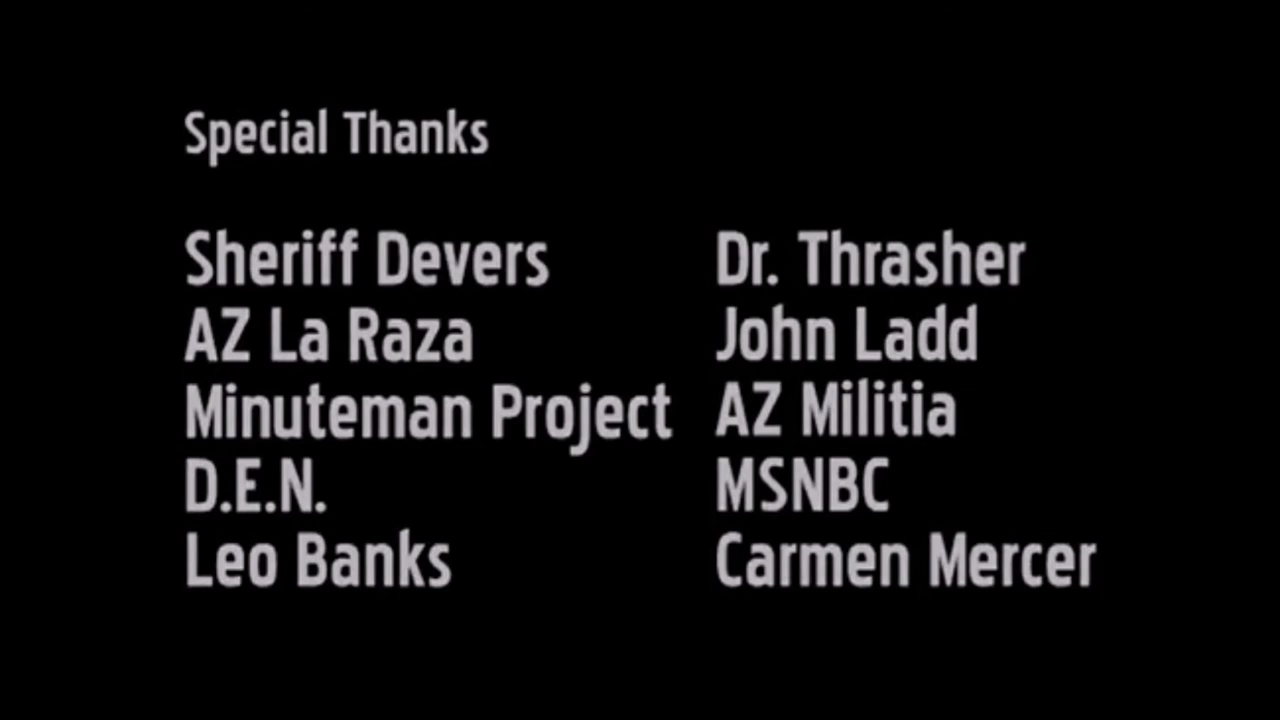 Special Thanks
Sheriff Devers
AZ La Raza
Minuteman Project
D.E.N.
Leo Banks
Dr. Thrasher
John Ladd
AZ Militia
MSNBC
Carmen Mercer